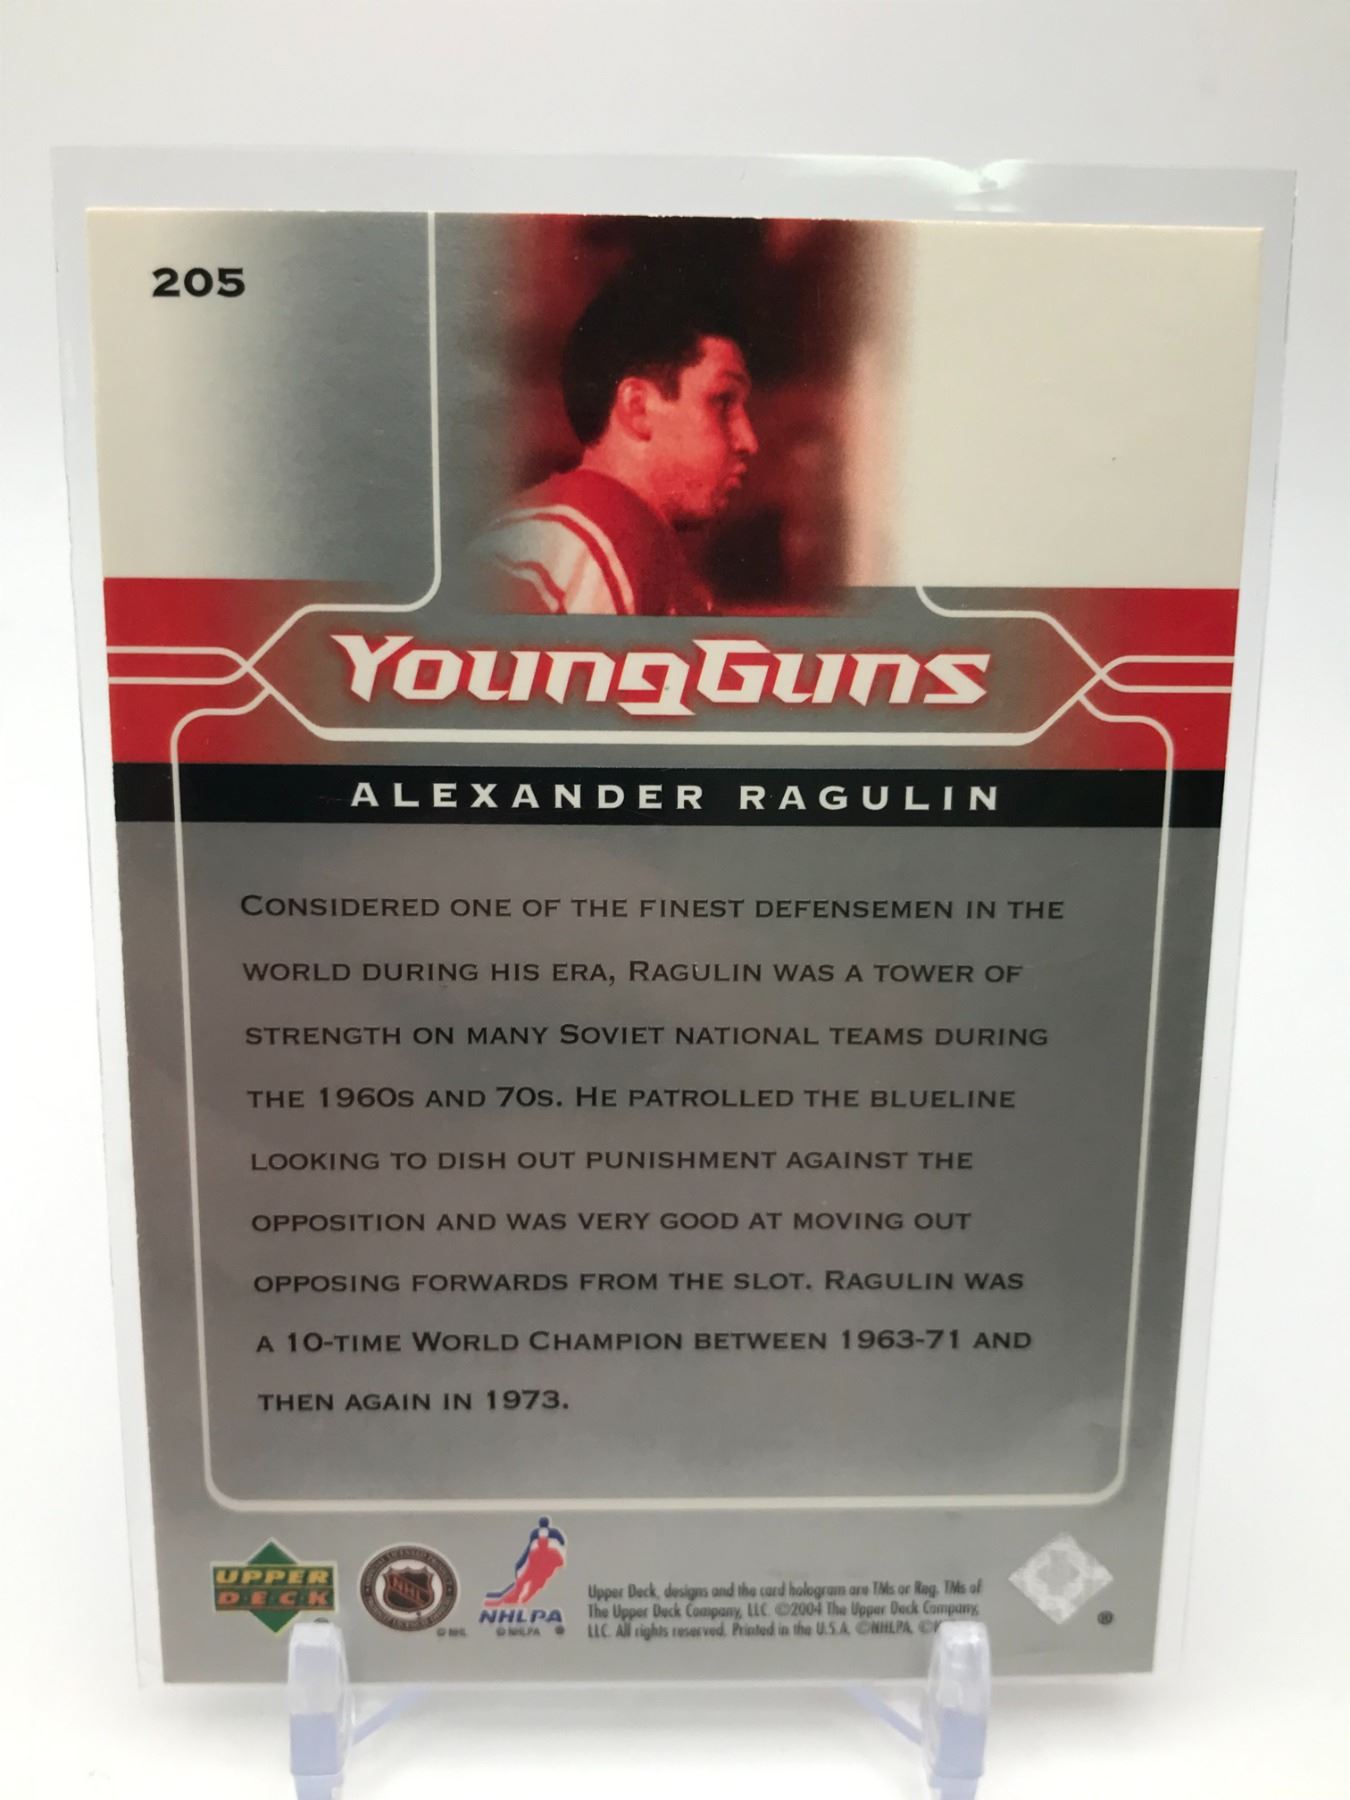 205
YoungGuns
ALEXANDER RAGULIN
CONSIDERED ONE OF THE FINEST DEFENSEMEN IN THE
WORLD DURING HIS ERA, RAGULIN WAS A TOWER OF
STRENGTH ON MANY SOVIET NATIONAL TEAMS DURING
THE 1960S AND 70S. HE PATROLLED THE BLUELINE
LOOKING TO DISH OUT PUNISHMENT AGAINST THE
OPPOSITION AND WAS VERY GOOD AT MOVING OUT
OPPOSING FORWARDS FROM THE SLOT. RAGULIN WAS
A 10-TIME WORLD CHAMPION BETWEEN 1963-71 AND
THEN AGAIN IN 1973.
UPPER
D·E·C·K
NHL
© NHL
NHLPA
© NHLPA ®
Upper Deck, designs and the card hologram are TMs or Reg. TMs of
The Upper Deck Company, LLC. ©2004 The Upper Deck Company,
LLC. All rights reserved. Printed in the U.S.A. ©NHLPA, ©
®